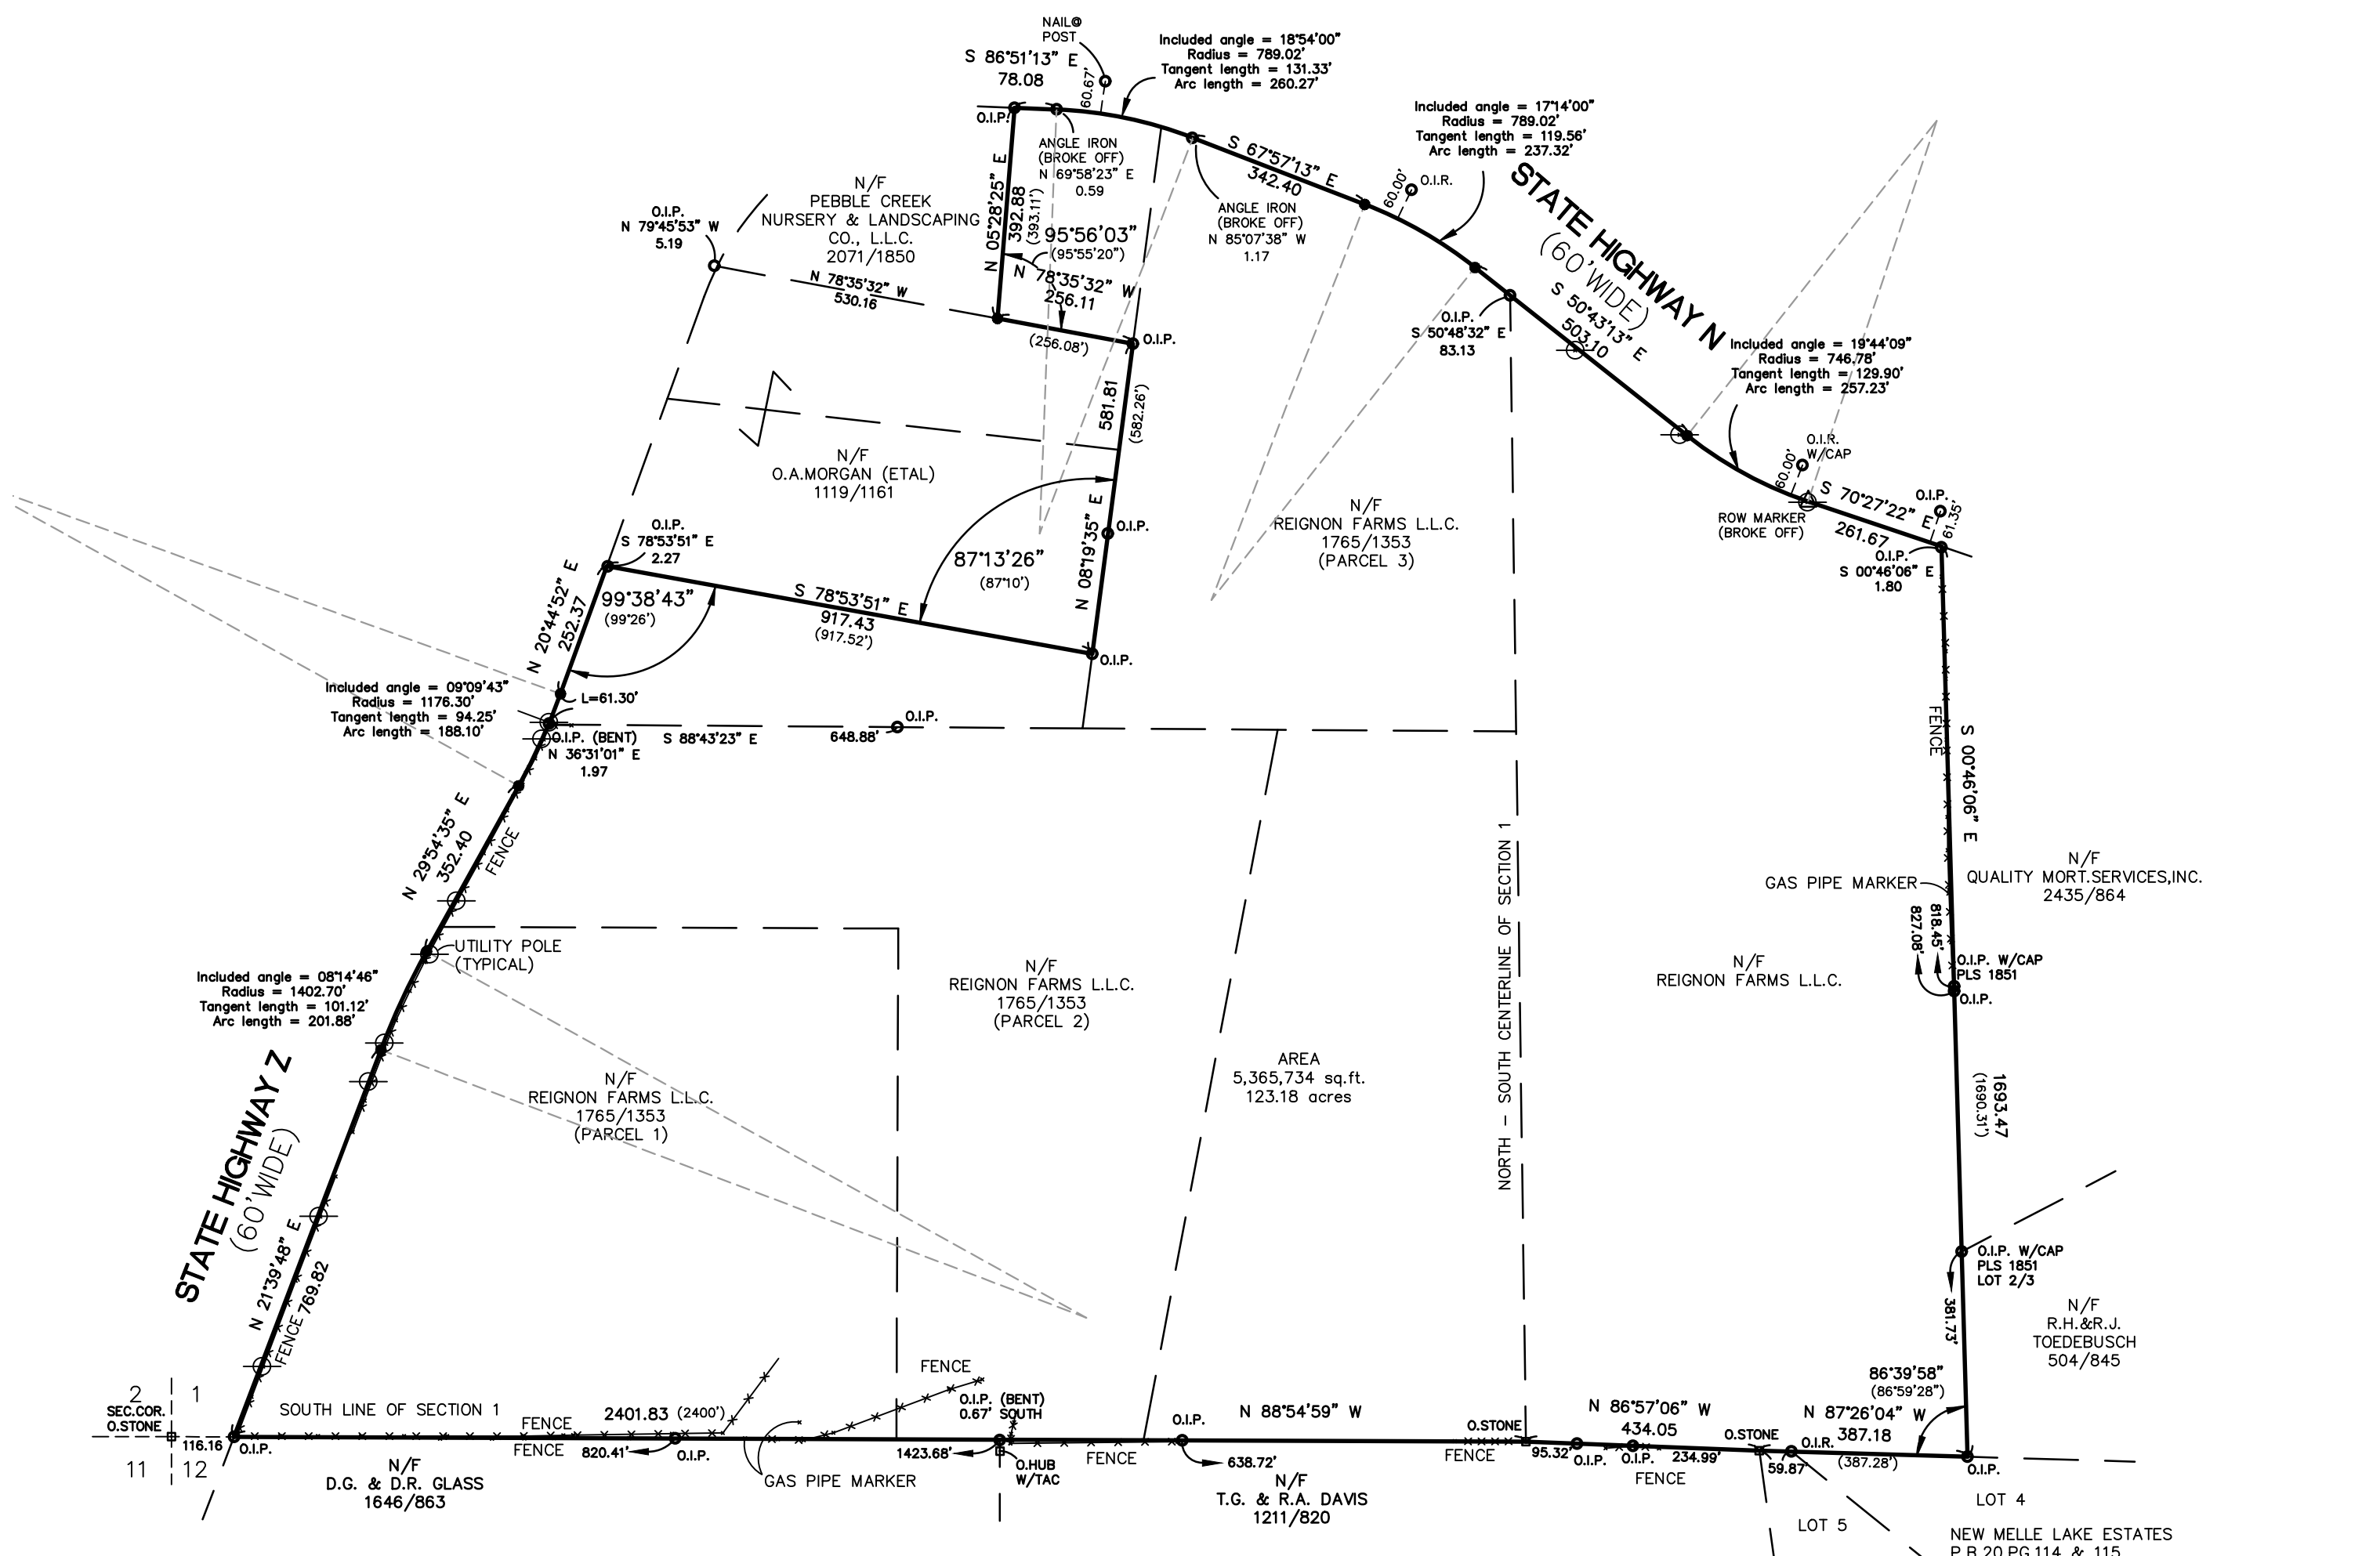 NAIL@
POST
S 86°51'13" E
78.08
60.67'
Included angle = 18°54'00"
Radius = 789.02'
Tangent length = 131.33'
Arc length = 260.27'
O.I.P.
ANGLE IRON
(BROKE OFF)
N 69°58'23" E
0.59
N 05°28'25" E
392.88
(393.11')
95°56'03"
(95°55'20")
N 78°35'32" W
256.11
(256.08')
O.I.P.
S 67°57'13" E
342.40
ANGLE IRON
(BROKE OFF)
N 85°07'38" W
1.17
60.00'
O.I.R.
Included angle = 17°14'00"
Radius = 789.02'
Tangent length = 119.56'
Arc length = 237.32'
STATE HIGHWAY N
(60' WIDE)
S 50°43'13" E
503.10
O.I.P.
S 50°48'32" E
83.13
Included angle = 19°44'09"
Radius = 746.78'
Tangent length = 129.90'
Arc length = 257.23'
O.I.R.
W/CAP
60.00'
S 70°27'22" E
261.67
ROW MARKER
(BROKE OFF)
O.I.P.
61.35'
O.I.P.
S 00°46'06" E
1.80
N/F
PEBBLE CREEK
NURSERY & LANDSCAPING
CO., L.L.C.
2071/1850
O.I.P.
N 79°45'53" W
5.19
N 78°35'32" W
530.16
N/F
O.A.MORGAN (ETAL)
1119/1161
581.81
(582.26')
N 08°19'35" E
O.I.P.
O.I.P.
87°13'26"
(87°10')
N/F
REIGNON FARMS L.L.C.
1765/1353
(PARCEL 3)
O.I.P.
S 78°53'51" E
2.27
99°38'43"
(99°26')
S 78°53'51" E
917.43
(917.52')
N 20°44'52" E
252.37
Included angle = 09°09'43"
Radius = 1176.30'
Tangent length = 94.25'
Arc length = 188.10'
L=61.30'
O.I.P. (BENT)
N 36°31'01" E
1.97
S 88°43'23" E
648.88'
O.I.P.
N 29°54'35" E
352.40
FENCE
UTILITY POLE
(TYPICAL)
Included angle = 08°14'46"
Radius = 1402.70'
Tangent length = 101.12'
Arc length = 201.88'
STATE HIGHWAY Z
(60' WIDE)
N 21°39'48" E
769.82
FENCE
N/F
REIGNON FARMS L.L.C.
1765/1353
(PARCEL 1)
N/F
REIGNON FARMS L.L.C.
1765/1353
(PARCEL 2)
AREA
5,365,734 sq.ft.
123.18 acres
NORTH - SOUTH CENTERLINE OF SECTION 1
N/F
REIGNON FARMS L.L.C.
FENCE
S 00°46'06" E
GAS PIPE MARKER
N/F
QUALITY MORT.SERVICES,INC.
2435/864
827.08'
818.45'
O.I.P. W/CAP
PLS 1851
O.I.P.
1693.47
(1690.31')
O.I.P. W/CAP
PLS 1851
LOT 2/3
381.73'
N/F
R.H.&R.J.
TOEDEBUSCH
504/845
86°39'58"
(86°59'28")
2
1
SEC.COR.
O.STONE
116.16
11
12
O.I.P.
SOUTH LINE OF SECTION 1
FENCE
FENCE
2401.83 (2400')
820.41'
O.I.P.
FENCE
GAS PIPE MARKER
O.I.P. (BENT)
0.67' SOUTH
1423.68'
O.HUB
W/TAC
FENCE
O.I.P.
638.72'
N 88°54'59" W
O.STONE
FENCE
95.32'
O.I.P.
O.I.P.
N 86°57'06" W
434.05
234.99'
FENCE
O.STONE
59.87'
O.I.R.
N 87°26'04" W
387.18
(387.28')
O.I.P.
N/F
D.G. & D.R. GLASS
1646/863
N/F
T.G. & R.A. DAVIS
1211/820
LOT 5
LOT 4
NEW MELLE LAKE ESTATES
P.B.20 PG.114 & 115